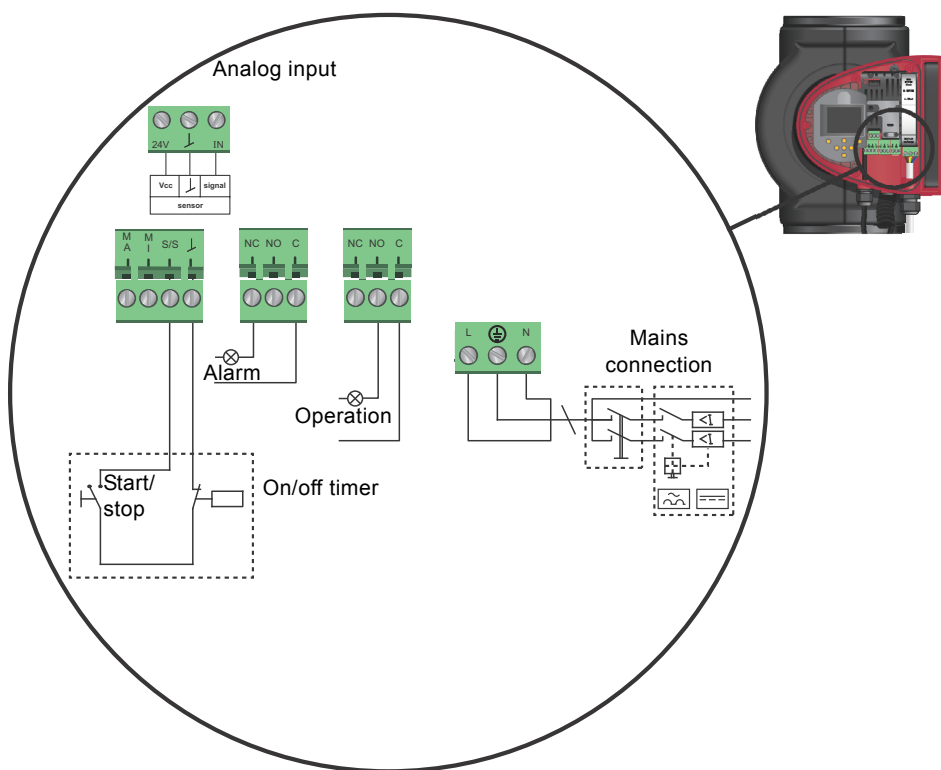 Analog input
24V IN
Vcc signal
sensor
M A M I S/S
NC NO C
NC NO C
Alarm
Operation
L N
Mains
connection
Start/
stop
On/off timer
<I
<I